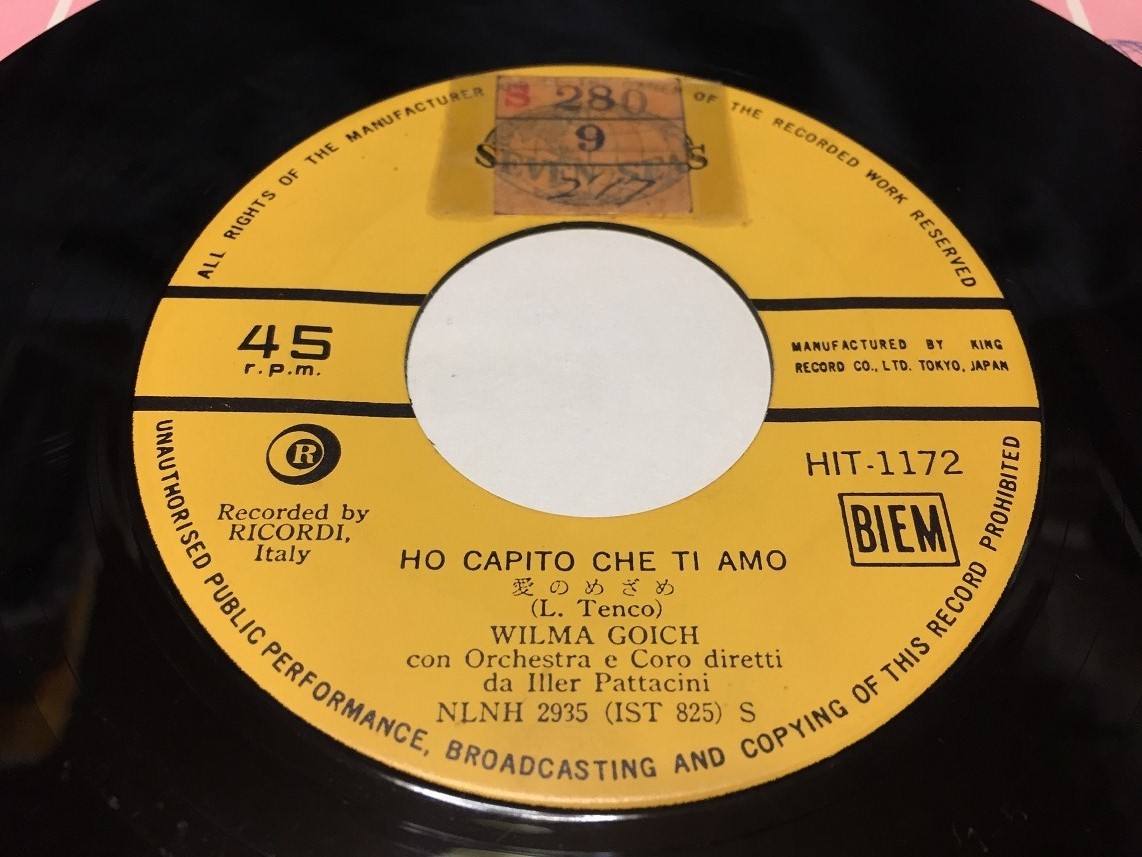 ALL RIGHTS OF THE MANUFACTURER
OF THE RECORDED WORK RESERVED
S 280
9
SEVEN SEAS
217
45
r.p.m.
MANUFACTURED BY KING
RECORD CO., LTD. TOKYO, JAPAN
R
Recorded by
RICORDI,
Italy
HIT-1172
BIEM
HO CAPITO CHE TI AMO
愛のめざめ
(L. Tenco)
WILMA GOICH
con Orchestra e Coro diretti
da Iller Pattacini
NLNH 2935 (IST 825) S
UNAUTHORISED PUBLIC PERFORMANCE, BROADCASTING AND COPYING OF THIS RECORD PROHIBITED